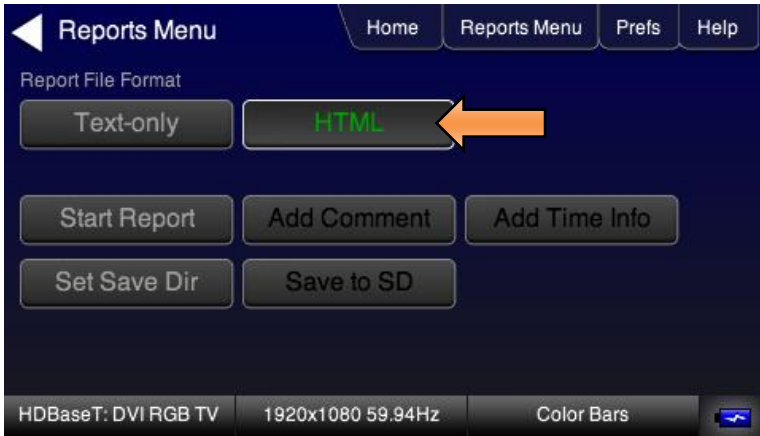 Reports Menu Home Reports Menu Prefs Help
Report File Format
Text-only HTML
Start Report Add Comment Add Time Info
Set Save Dir Save to SD
HDBaseT: DVI RGB TV 1920x1080 59.94Hz Color Bars